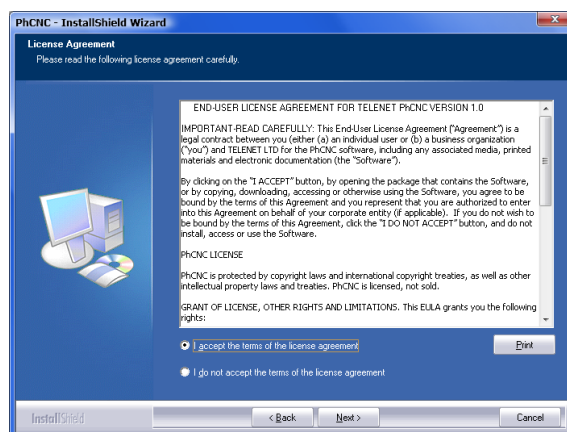 PhCNC - InstallShield Wizard
License Agreement
Please read the following license agreement carefully.
END-USER LICENSE AGREEMENT FOR TELENET PhCNC VERSION 1.0
IMPORTANT-READ CAREFULLY: This End-User License Agreement ("Agreement") is a
legal contract between you (either (a) an individual user or (b) a business organization
("you") and TELENET LTD for the PhCNC software, including any associated media, printed
materials and electronic documentation (the "Software").
By clicking on the "I ACCEPT" button, by opening the package that contains the Software,
or by copying, downloading, accessing or otherwise using the Software, you agree to be
bound by the terms of this Agreement and you represent that you are authorized to enter
into this Agreement on behalf of your corporate entity (if applicable). If you do not wish to
be bound by the terms of this Agreement, click the "I DO NOT ACCEPT" button, and do not
install, access or use the Software.
PhCNC LICENSE
PhCNC is protected by copyright laws and international copyright treaties, as well as other
intellectual property laws and treaties. PhCNC is licensed, not sold.
GRANT OF LICENSE, OTHER RIGHTS AND LIMITATIONS. This EULA grants you the following
rights:
I accept the terms of the license agreement
Print
I do not accept the terms of the license agreement
InstallShield
< Back
Next >
Cancel